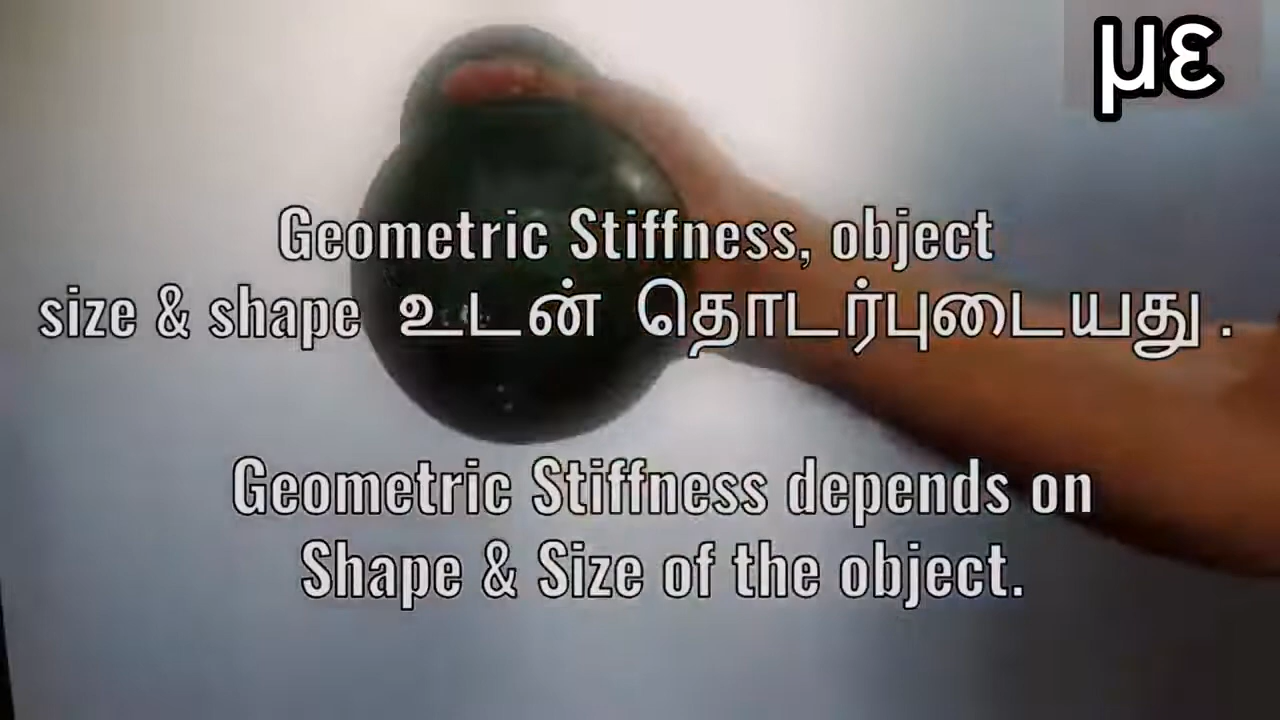 με
Geometric Stiffness, object
size & shape உடன் தொடர்புடையது .
Geometric Stiffness depends on
Shape & Size of the object.